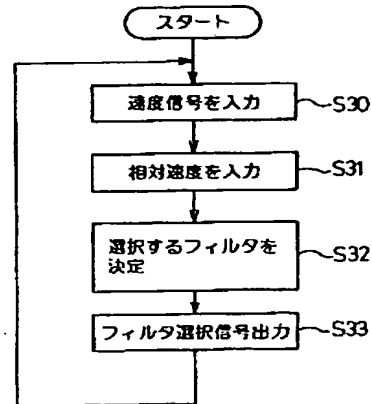 スタート
速度信号を入力
S30
相対速度を入力
S31
選択するフィルタを
決定
S32
フィルタ選択信号出力
S33